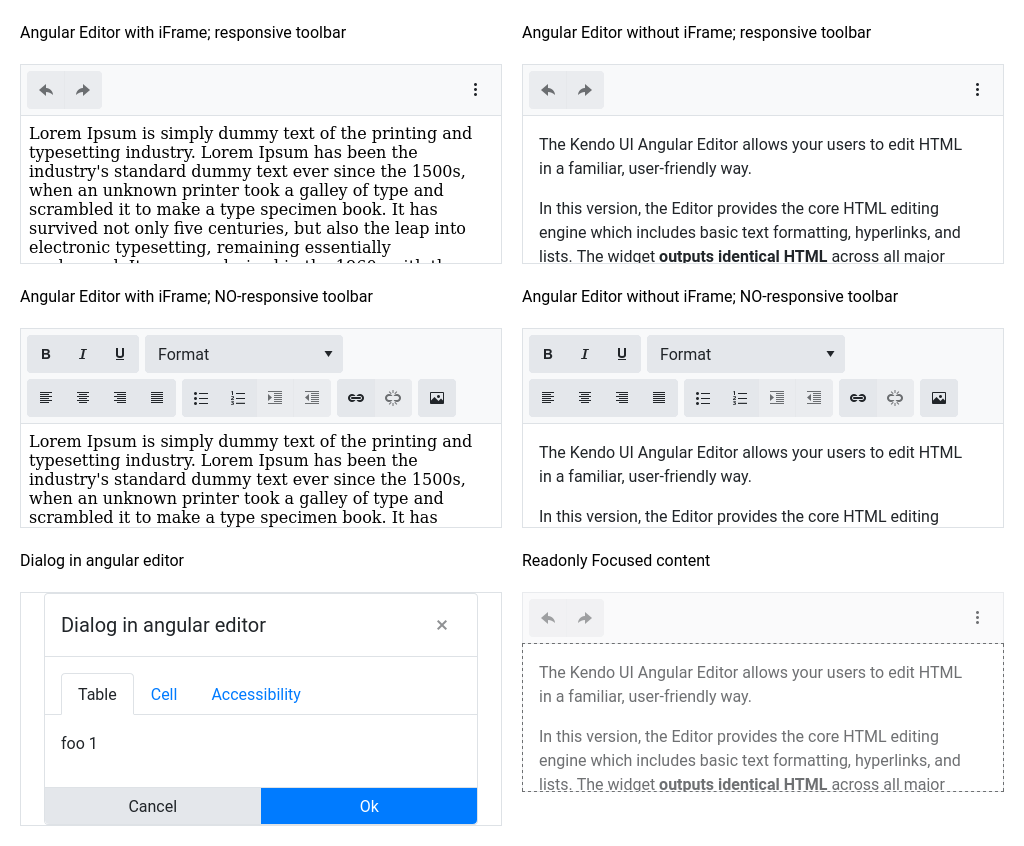 Angular Editor with iFrame; responsive toolbar
Lorem Ipsum is simply dummy text of the printing and
typesetting industry. Lorem Ipsum has been the
industry's standard dummy text ever since the 1500s,
when an unknown printer took a galley of type and
scrambled it to make a type specimen book. It has
survived not only five centuries, but also the leap into
electronic typesetting, remaining essentially
Angular Editor without iFrame; responsive toolbar
The Kendo UI Angular Editor allows your users to edit HTML
in a familiar, user-friendly way.
In this version, the Editor provides the core HTML editing
engine which includes basic text formatting, hyperlinks, and
lists. The widget outputs identical HTML across all major
Angular Editor with iFrame; NO-responsive toolbar
B I U Format
Lorem Ipsum is simply dummy text of the printing and
typesetting industry. Lorem Ipsum has been the
industry's standard dummy text ever since the 1500s,
when an unknown printer took a galley of type and
scrambled it to make a type specimen book. It has
Angular Editor without iFrame; NO-responsive toolbar
B I U Format
The Kendo UI Angular Editor allows your users to edit HTML
in a familiar, user-friendly way.
In this version, the Editor provides the core HTML editing
Dialog in angular editor
Dialog in angular editor ×
Table Cell Accessibility
foo 1
Cancel Ok
Readonly Focused content
The Kendo UI Angular Editor allows your users to edit HTML
in a familiar, user-friendly way.
In this version, the Editor provides the core HTML editing
engine which includes basic text formatting, hyperlinks, and
lists. The widget outputs identical HTML across all major